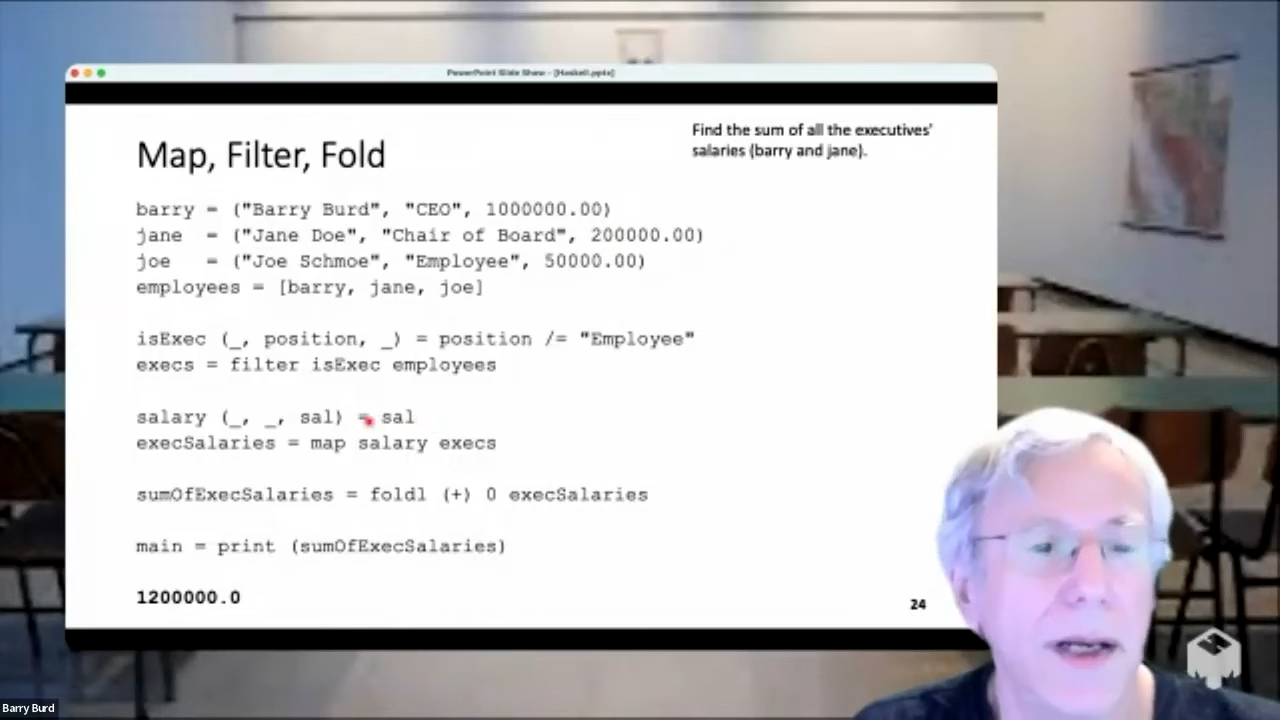 PowerPoint Slide Show - [Haskell.pptx]
Map, Filter, Fold
Find the sum of all the executives'
salaries (barry and jane).
barry = ("Barry Burd", "CEO", 1000000.00)
jane  = ("Jane Doe", "Chair of Board", 200000.00)
joe   = ("Joe Schmoe", "Employee", 50000.00)
employees = [barry, jane, joe]
isExec (_, position, _) = position /= "Employee"
execs = filter isExec employees
salary (_, _, sal) = sal
execSalaries = map salary execs
sumOfExecSalaries = foldl (+) 0 execSalaries
main = print (sumOfExecSalaries)
1200000.0
24
Barry Burd